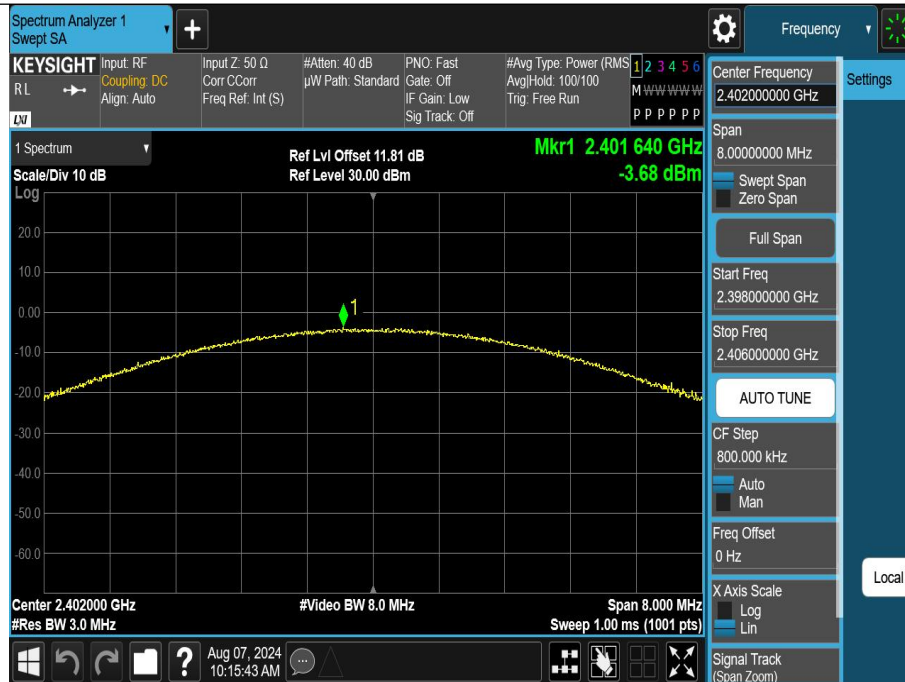 Spectrum Analyzer 1
Swept SA
Frequency
KEYSIGHT
RL
LXI
Input: RF
Coupling: DC
Align: Auto
Input Z: 50 Ω
Corr CCorr
Freq Ref: Int (S)
#Atten: 40 dB
µW Path: Standard
PNO: Fast
Gate: Off
IF Gain: Low
Sig Track: Off
#Avg Type: Power (RMS
Avg|Hold: 100/100
Trig: Free Run
1 2 3 4 5 6
M W W W W W
P P P P P P
1 Spectrum
Scale/Div 10 dB
Log
Ref Lvl Offset 11.81 dB
Ref Level 30.00 dBm
Mkr1 2.401 640 GHz
-3.68 dBm
20.0
10.0
0.00
-10.0
-20.0
-30.0
-40.0
-50.0
-60.0
1
Center 2.402000 GHz
#Res BW 3.0 MHz
#Video BW 8.0 MHz
Span 8.000 MHz
Sweep 1.00 ms (1001 pts)
Center Frequency
2.402000000 GHz
Span
8.00000000 MHz
Swept Span
Zero Span
Full Span
Start Freq
2.398000000 GHz
Stop Freq
2.406000000 GHz
AUTO TUNE
CF Step
800.000 kHz
Auto
Man
Freq Offset
0 Hz
X Axis Scale
Log
Lin
Signal Track
(Span Zoom)
Settings
Local
?
Aug 07, 2024
10:15:43 AM